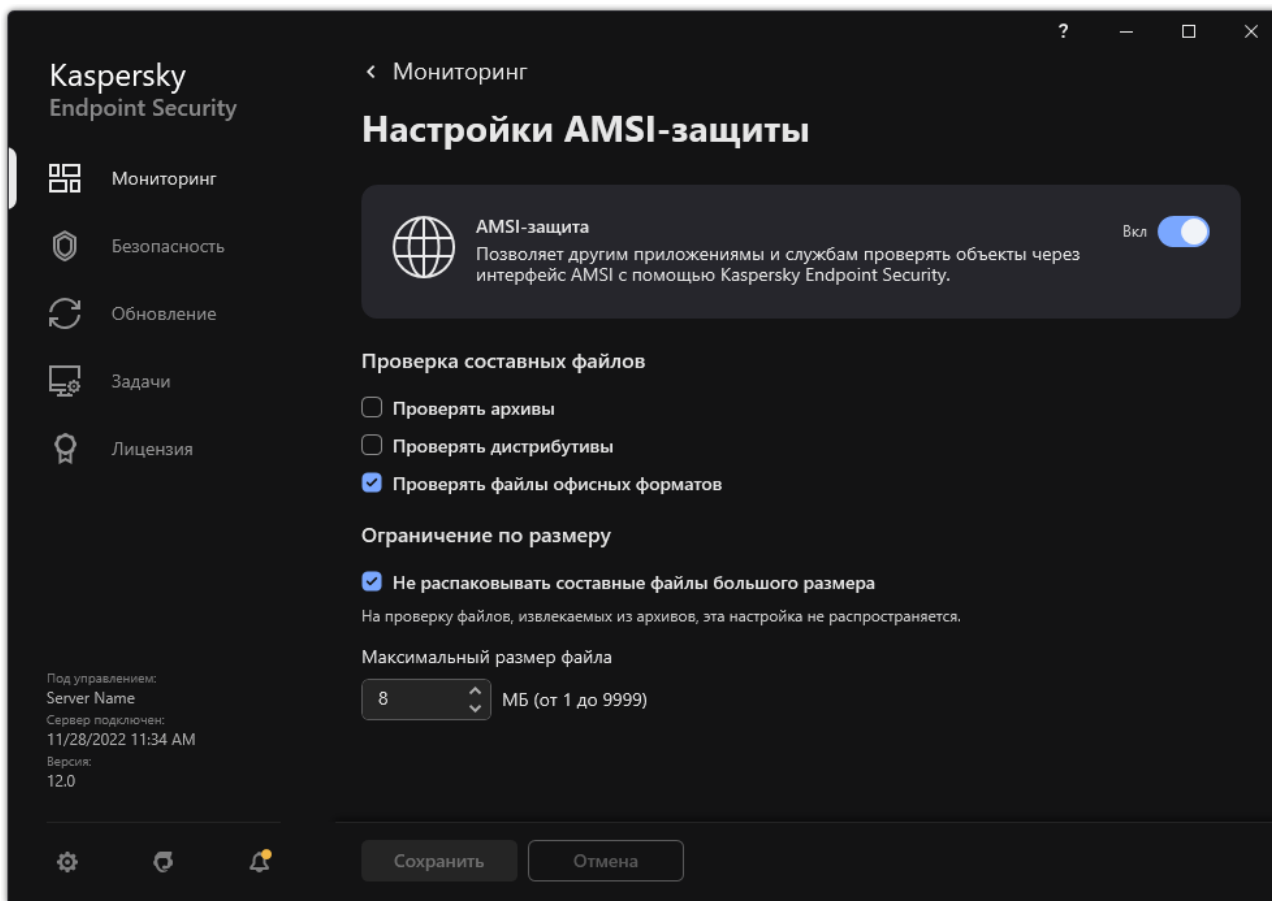 ?
Kaspersky
Endpoint Security
Мониторинг
Безопасность
Обновление
Задачи
Лицензия
Под управлением:
Server Name
Сервер подключен:
11/28/2022 11:34 AM
Версия:
12.0
Мониторинг
Настройки AMSI-защиты
AMSI-защита
Вкл
Позволяет другим приложениямы и службам проверять объекты через
интерфейс AMSI с помощью Kaspersky Endpoint Security.
Проверка составных файлов
Проверять архивы
Проверять дистрибутивы
Проверять файлы офисных форматов
Ограничение по размеру
Не распаковывать составные файлы большого размера
На проверку файлов, извлекаемых из архивов, эта настройка не распространяется.
Максимальный размер файла
8 МБ (от 1 до 9999)
Сохранить Отмена